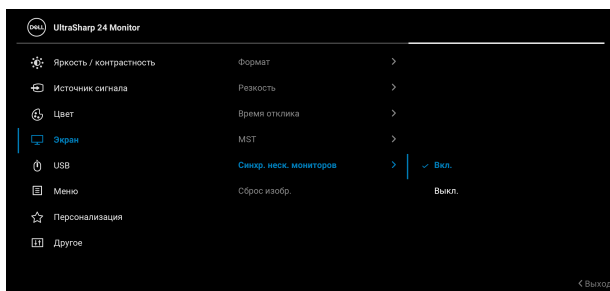 DELL UltraSharp 24 Monitor
Яркость / контрастность
Формат
Источник сигнала
Резкость
Цвет
Время отклика
Экран
MST
USB
Синхр. неск. мониторов
Вкл.
Меню
Сброс изобр.
Выкл.
Персонализация
Другое
Выход